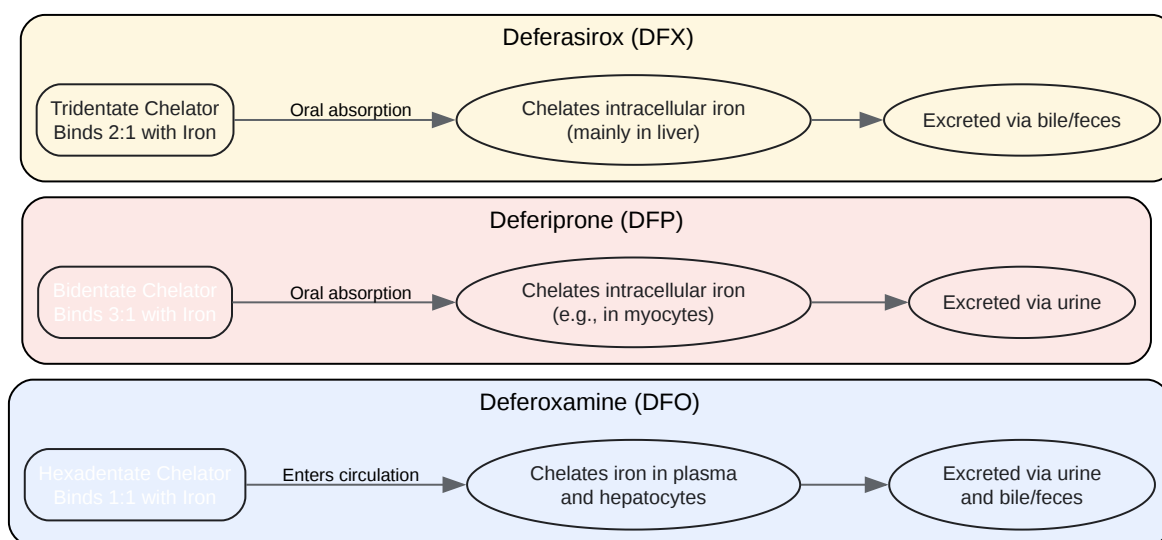 Deferasirox (DFX)
Tridentate Chelator
Binds 2:1 with Iron
Oral absorption
Chelates intracellular iron
(mainly in liver)
Excreted via bile/feces
Deferiprone (DFP)
Bidentate Chelator
Binds 3:1 with Iron
Oral absorption
Chelates intracellular iron
(e.g., in myocytes)
Excreted via urine
Deferoxamine (DFO)
Hexadentate Chelator
Binds 1:1 with Iron
Enters circulation
Chelates iron in plasma
and hepatocytes
Excreted via urine
and bile/feces